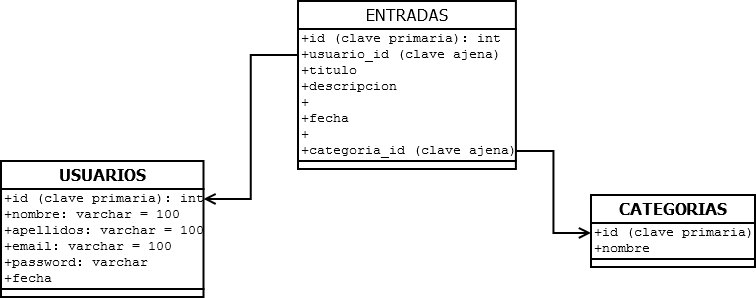 ENTRADAS
+id (clave primaria): int
+usuario_id (clave ajena)
+titulo
+descripcion
+
+fecha
+
+categoria_id (clave ajena)
USUARIOS
+id (clave primaria): int
+nombre: varchar = 100
+apellidos: varchar = 100
+email: varchar = 100
+password: varchar
+fecha
CATEGORIAS
+id (clave primaria)
+nombre